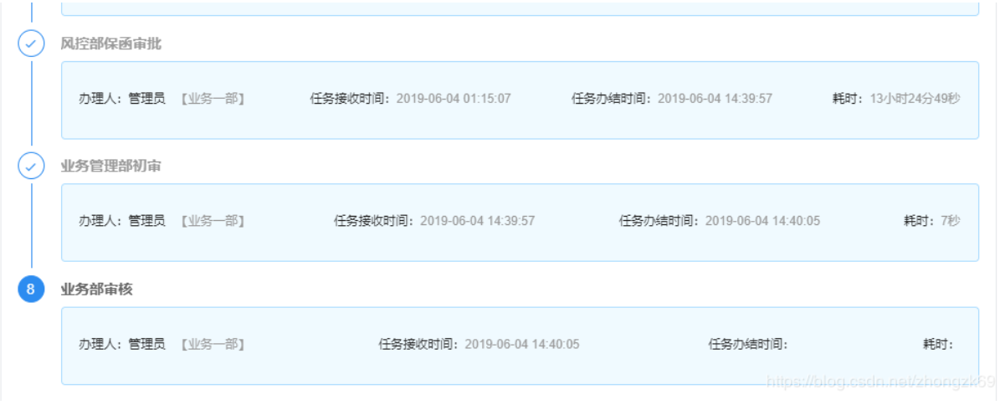 风控部保函审批
办理人：管理员 【业务一部】 任务接收时间：2019-06-04 01:15:07 任务办结时间：2019-06-04 14:39:57 耗时：13小时24分49秒
业务管理部初审
办理人：管理员 【业务一部】 任务接收时间：2019-06-04 14:39:57 任务办结时间：2019-06-04 14:40:05 耗时：7秒
8 业务部审核
办理人：管理员 【业务一部】 任务接收时间：2019-06-04 14:40:05 任务办结时间： 耗时：
https://blog.csdn.net/zhongzk69